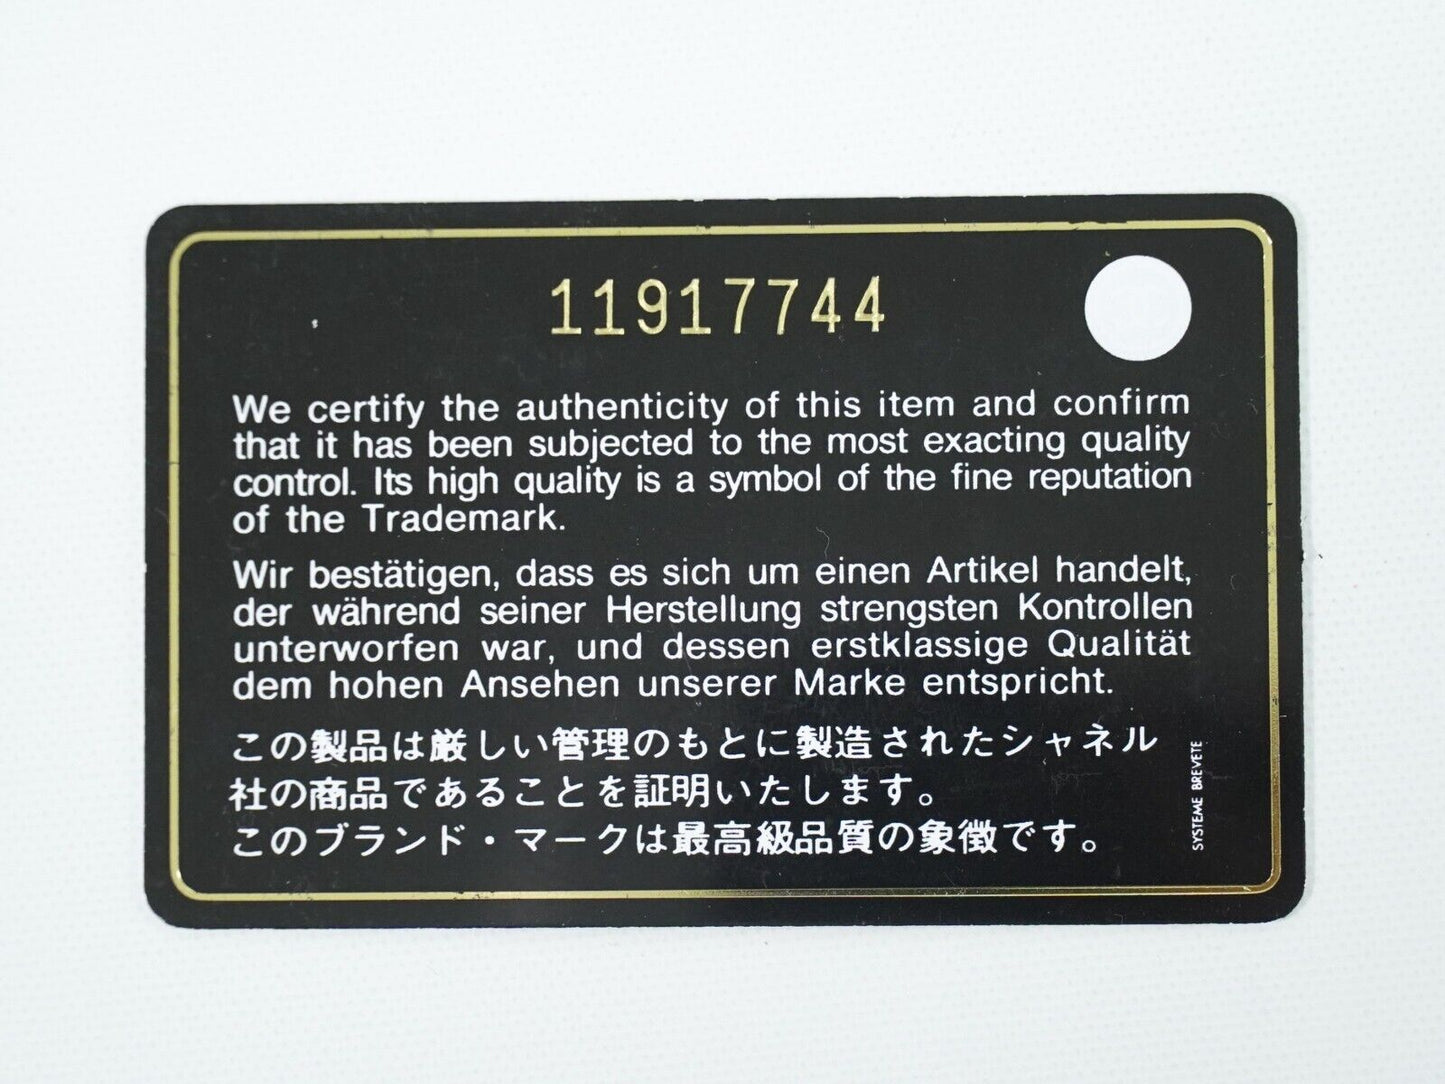 11917744
We certify the authenticity of this item and confirm
that it has been subjected to the most exacting quality
control. Its high quality is a symbol of the fine reputation
of the Trademark.
Wir bestätigen, dass es sich um einen Artikel handelt,
der während seiner Herstellung strengsten Kontrollen
unterworfen war, und dessen erstklassige Qualität
dem hohen Ansehen unserer Marke entspricht.
この製品は厳しい管理のもとに製造されたシャネル
社の商品であることを証明いたします。
このブランド・マークは最高級品質の象徴です。
SYSTEME BREVETE